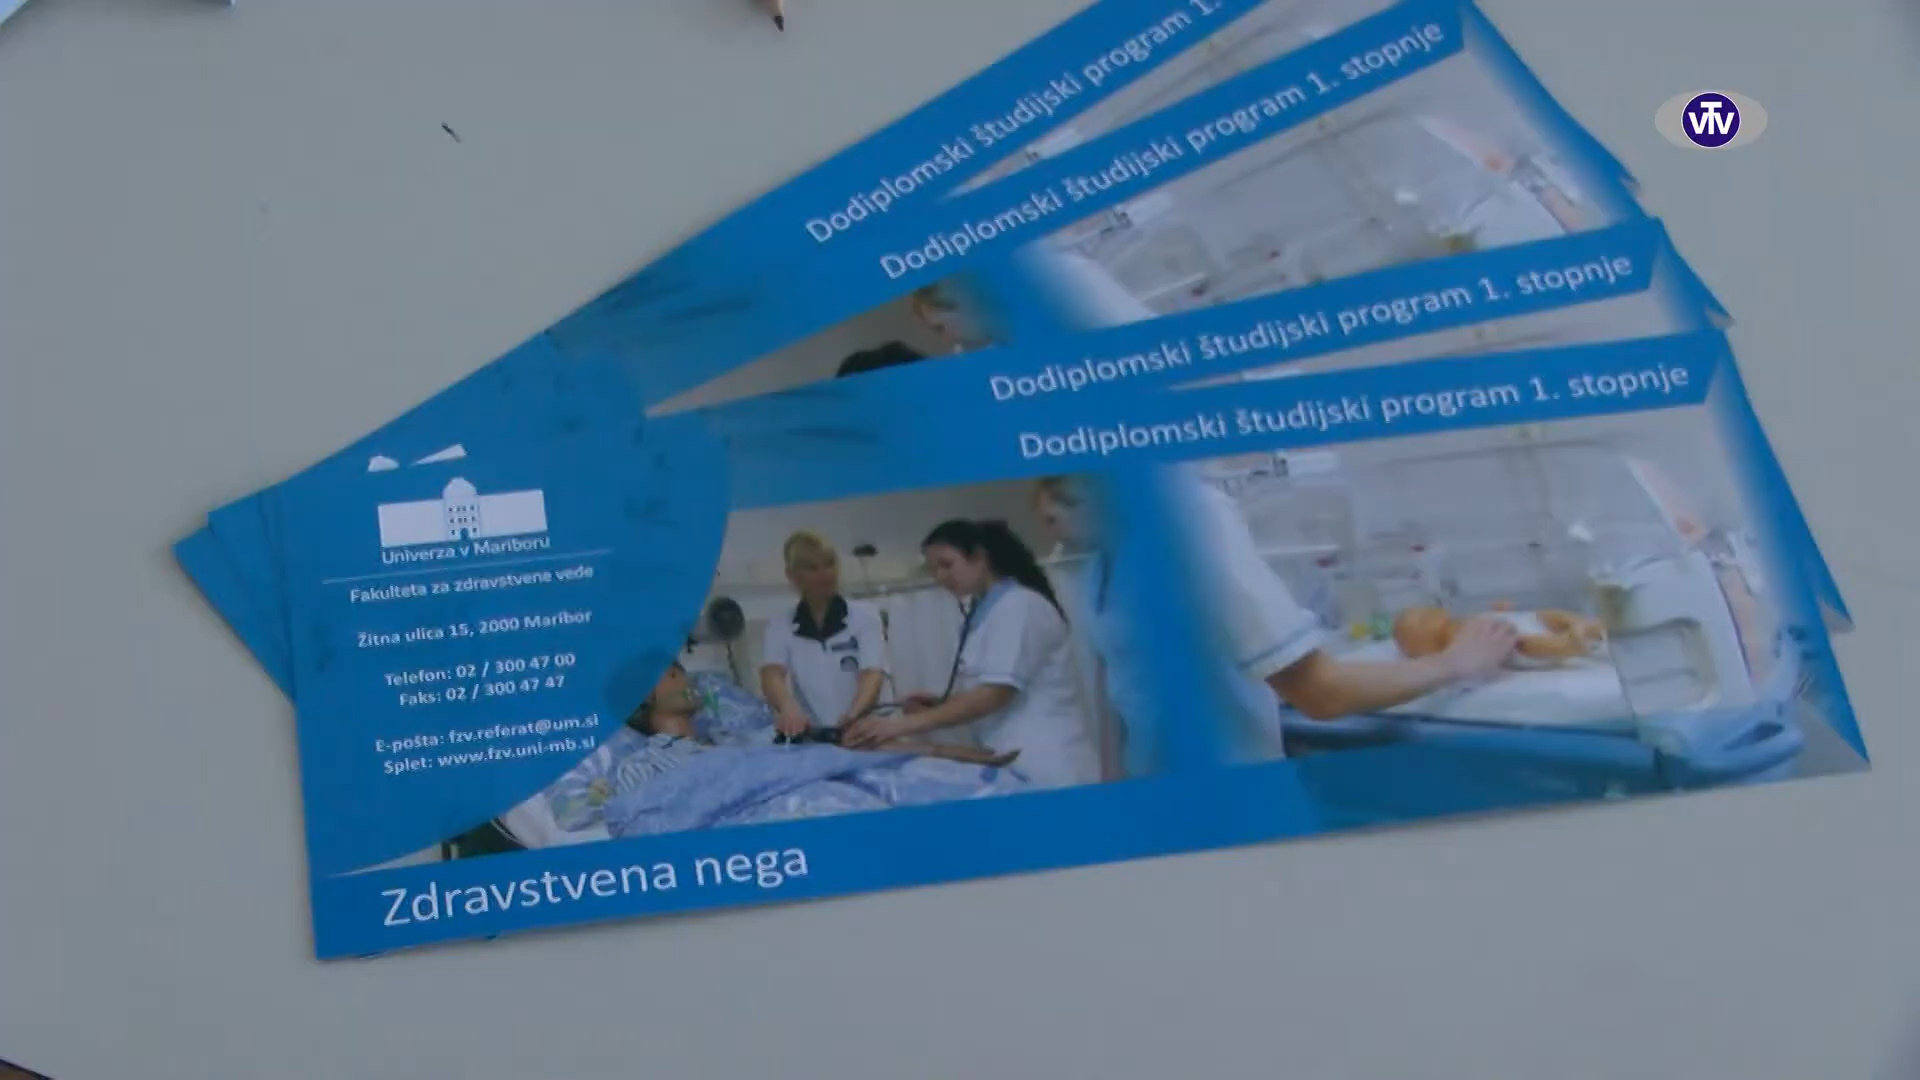 Dodiplomski študijski program 1.
Dodiplomski študijski program 1. stopnje
Dodiplomski študijski program 1. stopnje
Dodiplomski študijski program 1. stopnje
Univerza v Mariboru
Fakulteta za zdravstvene vede
Žitna ulica 15, 2000 Maribor
Telefon: 02 / 300 47 00
Faks: 02 / 300 47 47
E-pošta: fzv.referat@um.si
Splet: www.fzv.uni-mb.si
Zdravstvena nega
VTV